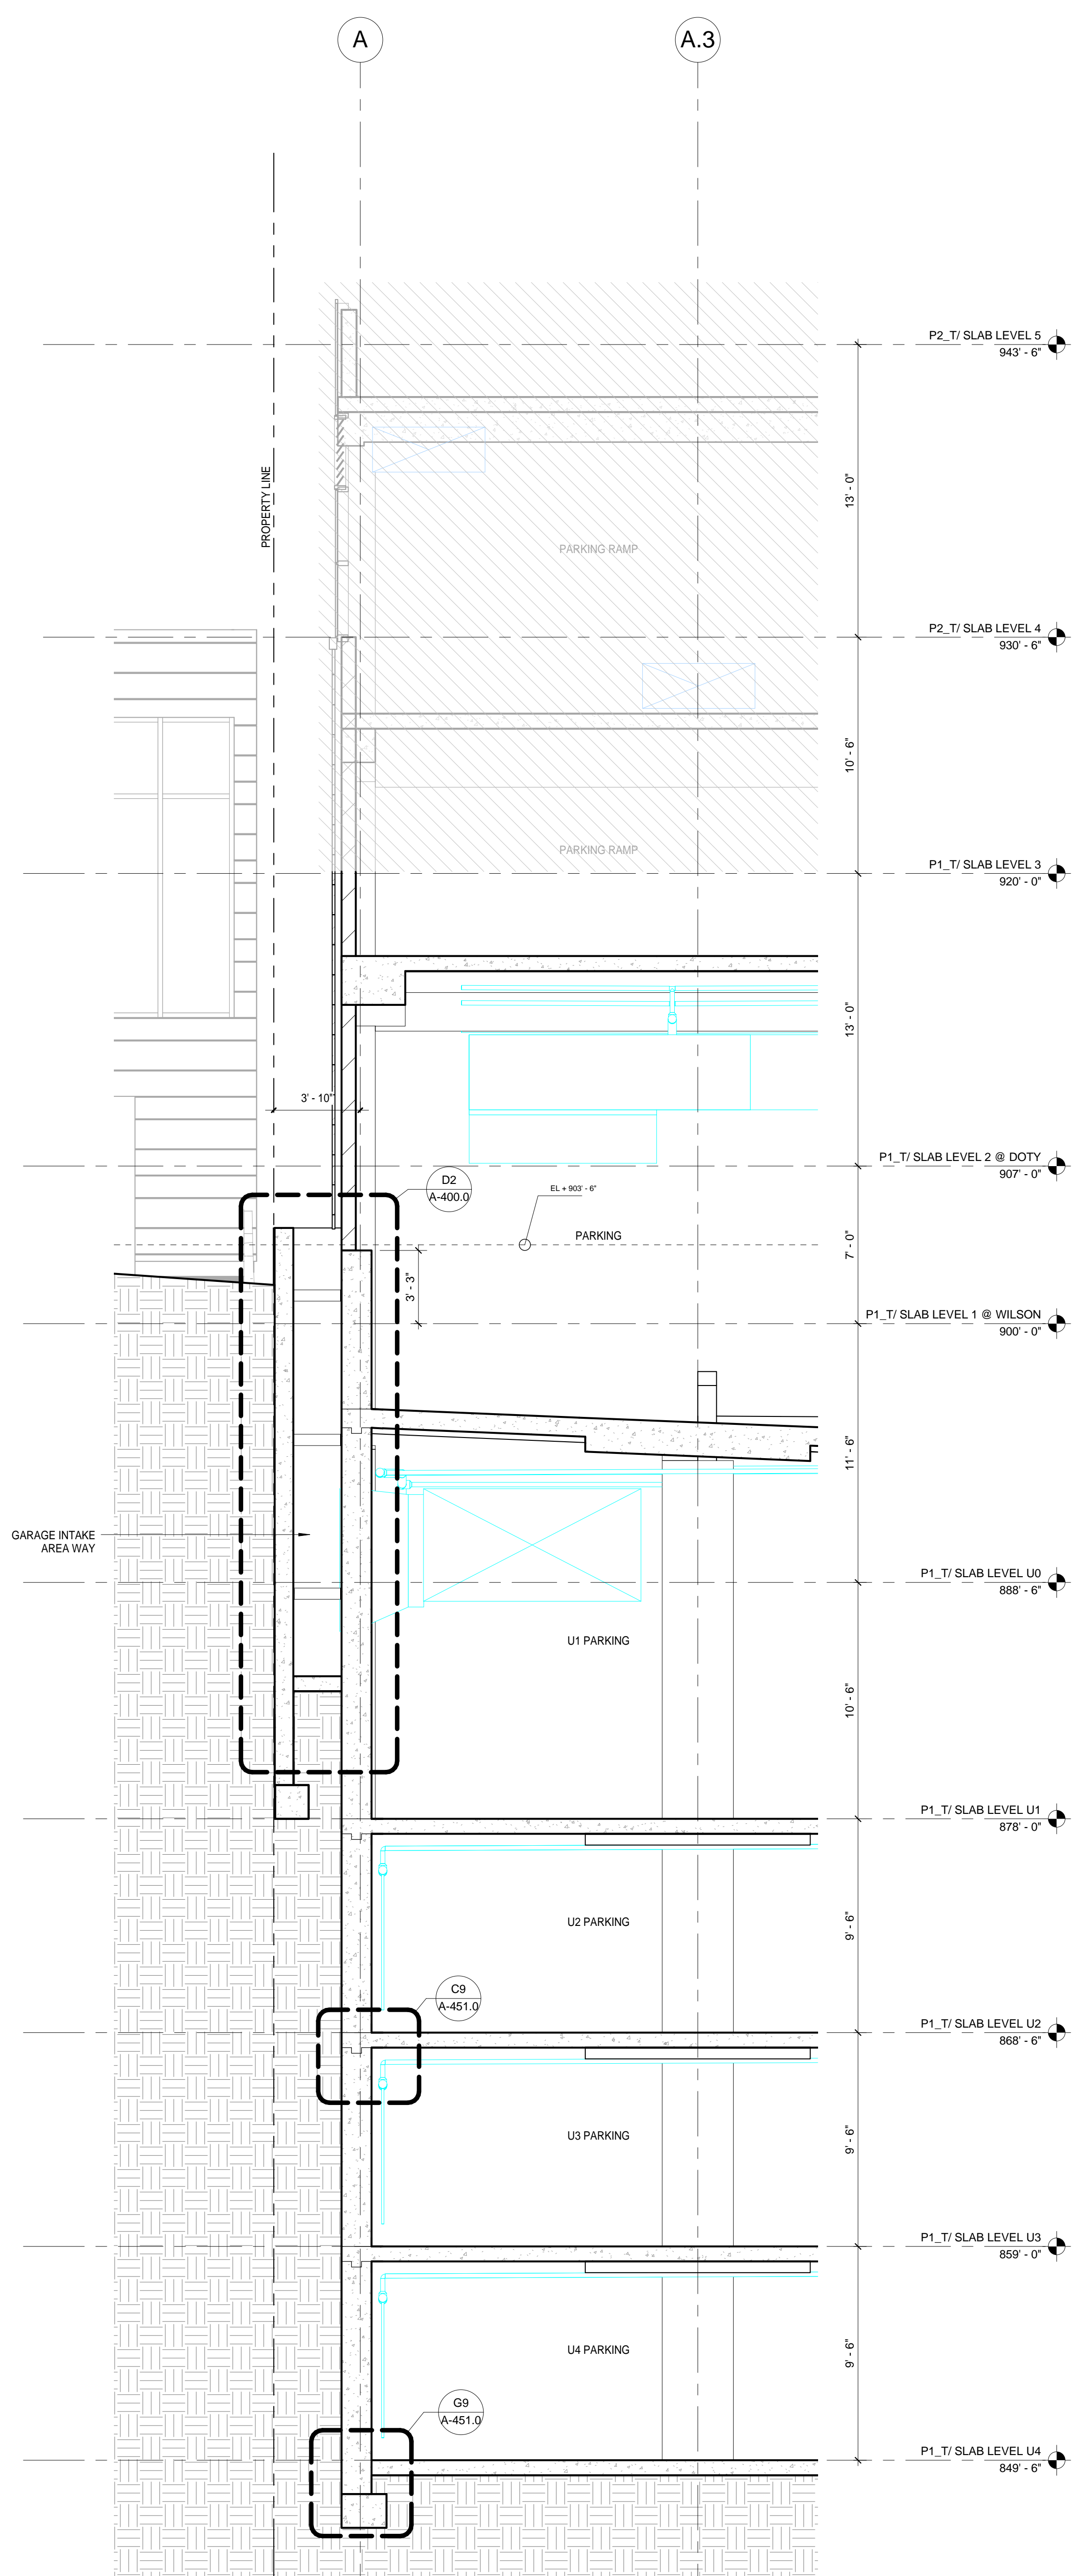 A
A.3
P2_T/ SLAB LEVEL 5
943' - 6"
PROPERTY LINE
13' - 0"
PARKING RAMP
P2_T/ SLAB LEVEL 4
930' - 6"
10' - 6"
PARKING RAMP
P1_T/ SLAB LEVEL 3
920' - 0"
13' - 0"
3' - 10"
P1_T/ SLAB LEVEL 2 @ DOTY
907' - 0"
D2
A-400.0
EL + 903' - 6"
PARKING
7' - 0"
3' - 3"
P1_T/ SLAB LEVEL 1 @ WILSON
900' - 0"
11' - 6"
GARAGE INTAKE
AREA WAY
P1_T/ SLAB LEVEL U0
888' - 6"
U1 PARKING
10' - 6"
P1_T/ SLAB LEVEL U1
878' - 0"
U2 PARKING
9' - 6"
C9
A-451.0
P1_T/ SLAB LEVEL U2
868' - 6"
U3 PARKING
9' - 6"
P1_T/ SLAB LEVEL U3
859' - 0"
U4 PARKING
9' - 6"
G9
A-451.0
P1_T/ SLAB LEVEL U4
849' - 6"